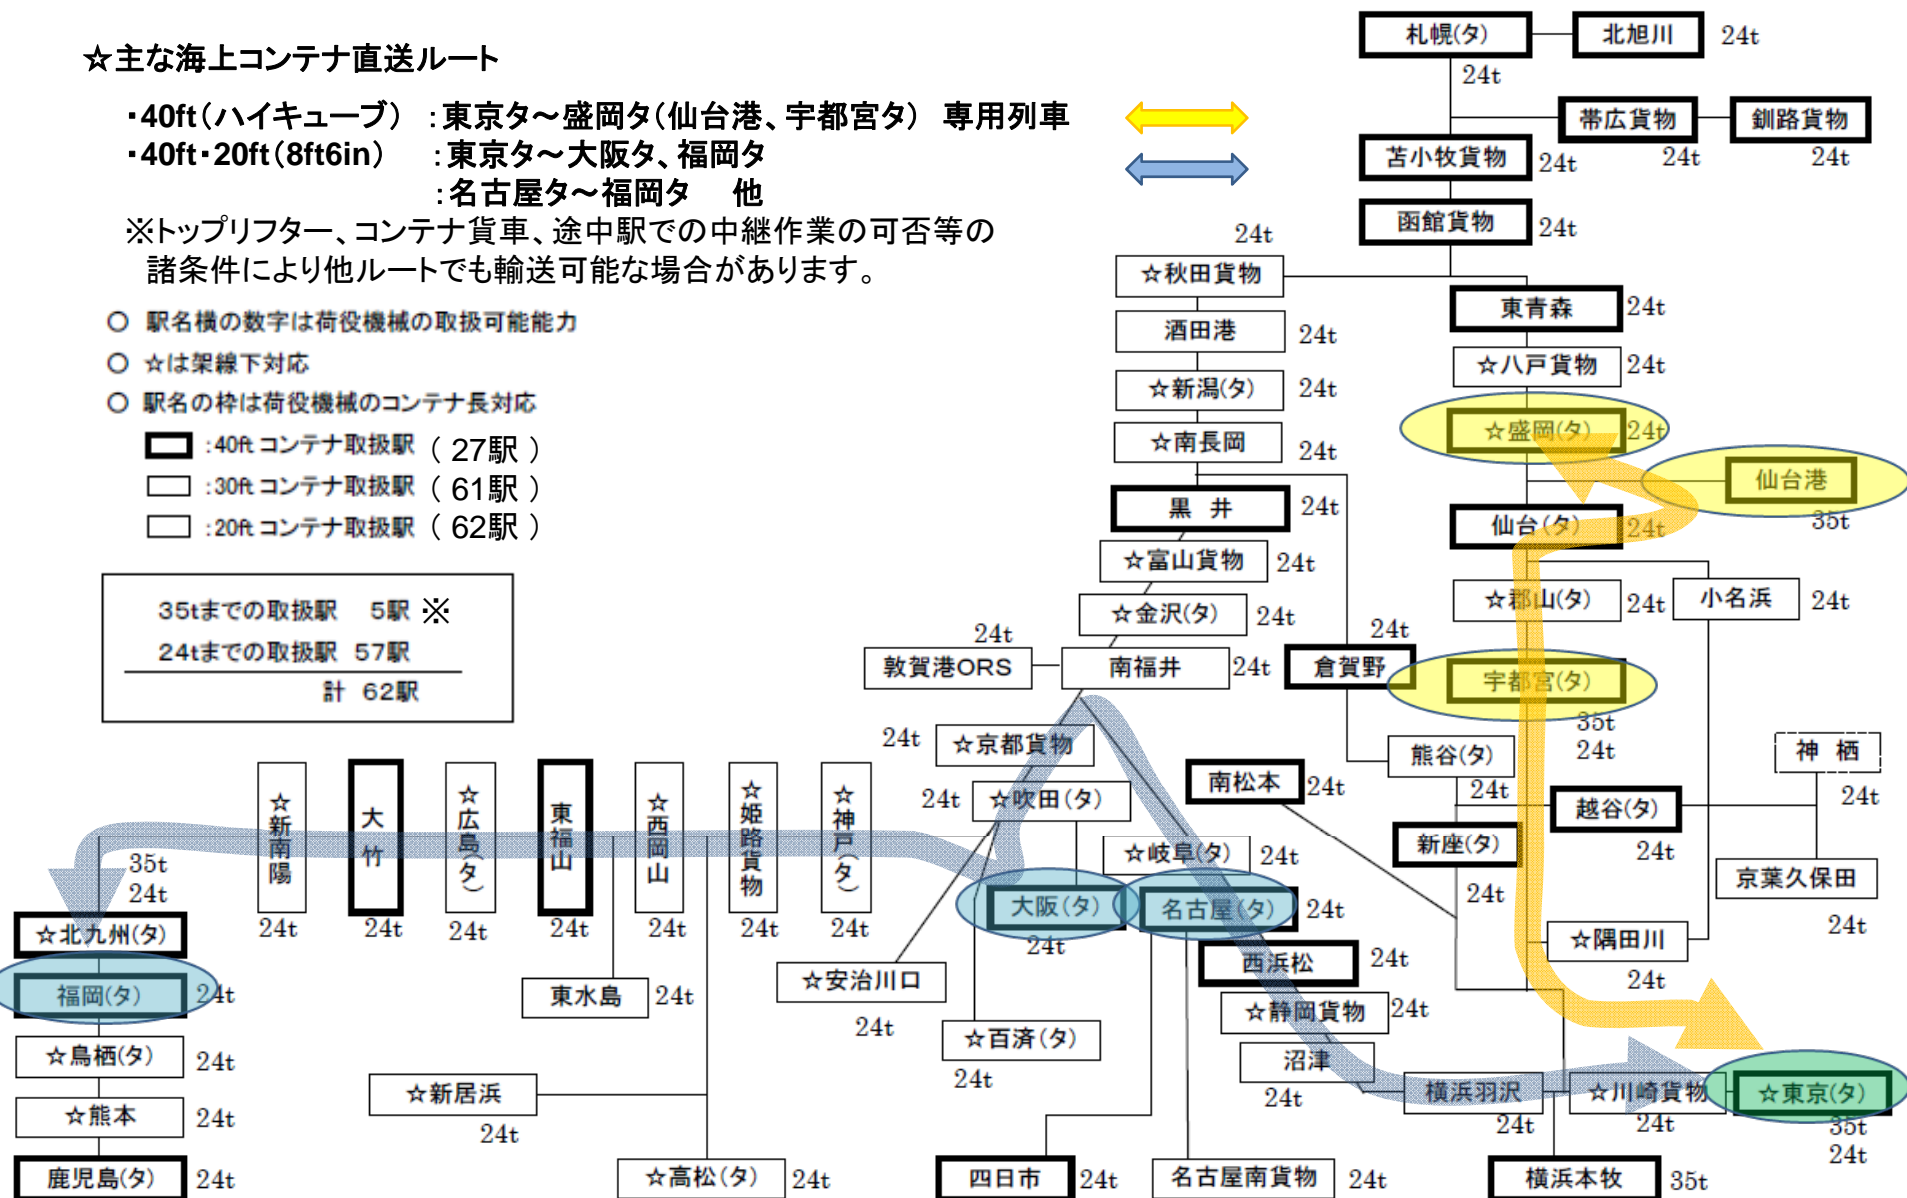 ☆主な海上コンテナ直送ルート
・40ft(ハイキューブ) :東京タ～盛岡タ(仙台港、宇都宮タ) 専用列車
・40ft・20ft(8ft6in) :東京タ～大阪タ、福岡タ
:名古屋タ～福岡タ 他
※トップリフター、コンテナ貨車、途中駅での中継作業の可否等の
諸条件により他ルートでも輸送可能な場合があります。
○ 駅名横の数字は荷役機械の取扱可能能力
○ ☆は架線下対応
○ 駅名の枠は荷役機械のコンテナ長対応
:40ft コンテナ取扱駅 ( 27駅 )
:30ft コンテナ取扱駅 ( 61駅 )
:20ft コンテナ取扱駅 ( 62駅 )
35tまでの取扱駅 5駅 ※
24tまでの取扱駅 57駅
計 62駅
札幌(タ) 24t
北旭川 24t
帯広貨物 24t
釧路貨物 24t
苫小牧貨物 24t
函館貨物 24t
24t
☆秋田貨物
酒田港 24t
☆新潟(タ) 24t
☆南長岡 24t
黒 井 24t
☆富山貨物 24t
☆金沢(タ) 24t
24t
敦賀港ORS
南福井 24t
東青森 24t
☆八戸貨物 24t
☆盛岡(タ) 24t
仙台港
35t
仙台(タ) 24t
☆郡山(タ) 24t
小名浜 24t
24t
倉賀野
宇都宮(タ)
35t
24t
熊谷(タ)
24t
神 栖
24t
越谷(タ)
24t
新座(タ)
24t
京葉久保田
24t
☆隅田川
24t
南松本 24t
24t ☆京都貨物
24t ☆吹田(タ)
☆岐阜(タ) 24t
大阪(タ)
24t
名古屋(タ) 24t
西浜松 24t
☆静岡貨物 24t
沼津
24t
横浜羽沢
24t
☆川崎貨物
24t
☆東京(タ)
35t
24t
横浜本牧 35t
名古屋南貨物 24t
四日市 24t
☆安治川口
24t
☆百済(タ)
24t
☆神戸(タ)
24t
☆姫路貨物
24t
☆西岡山
24t
東福山
24t
☆広島(タ)
24t
大竹
24t
☆新南陽
24t
東水島 24t
☆新居浜
24t
☆高松(タ) 24t
35t
24t
☆北九州(タ)
福岡(タ) 24t
☆鳥栖(タ) 24t
☆熊本 24t
鹿児島(タ) 24t